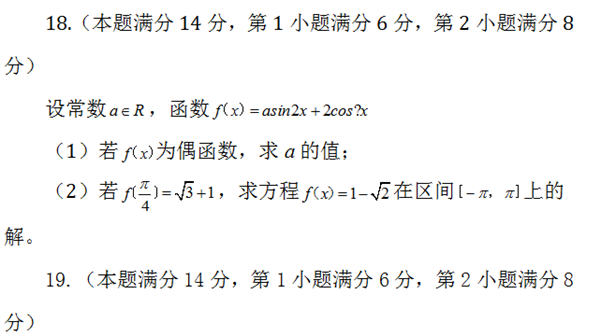 18.（本题满分 14 分，第 1 小题满分 6 分，第 2 小题满分 8
分）
设常数 a∈R，函数 f(x)=asin2x+2cos?x
（1）若 f(x)为偶函数，求 a 的值；
（2）若 f(π/4)=√3+1，求方程 f(x)=1-√2 在区间[-π，π]上的
解。
19.（本题满分 14 分，第 1 小题满分 6 分，第 2 小题满分 8
分）